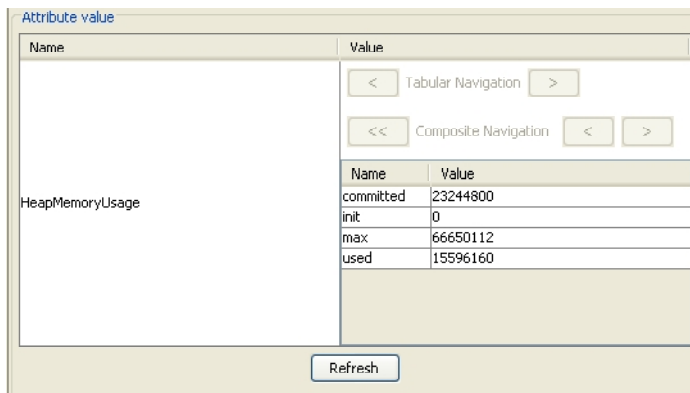 Attribute value
Name Value
< Tabular Navigation >
<< Composite Navigation < >
Name Value
committed 23244800
init 0
HeapMemoryUsage
max 66650112
used 15596160
Refresh